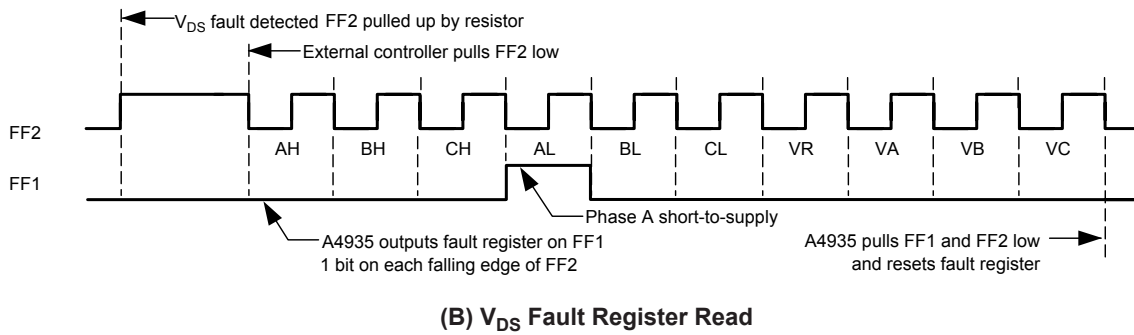 V_DS fault detected FF2 pulled up by resistor
External controller pulls FF2 low
FF2
AH BH CH AL BL CL VR VA VB VC
FF1
Phase A short-to-supply
A4935 outputs fault register on FF1
1 bit on each falling edge of FF2
A4935 pulls FF1 and FF2 low
and resets fault register
(B) V_DS Fault Register Read